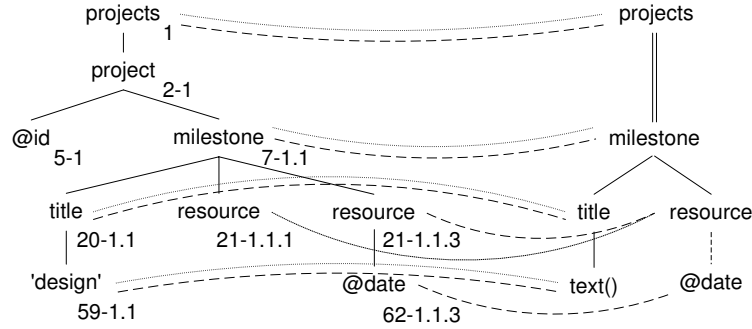 projects projects
1
project
2-1
@id milestone milestone
5-1 7-1.1
title resource resource title resource
20-1.1 21-1.1.1 21-1.1.3
'design' @date text() @date
59-1.1 62-1.1.3